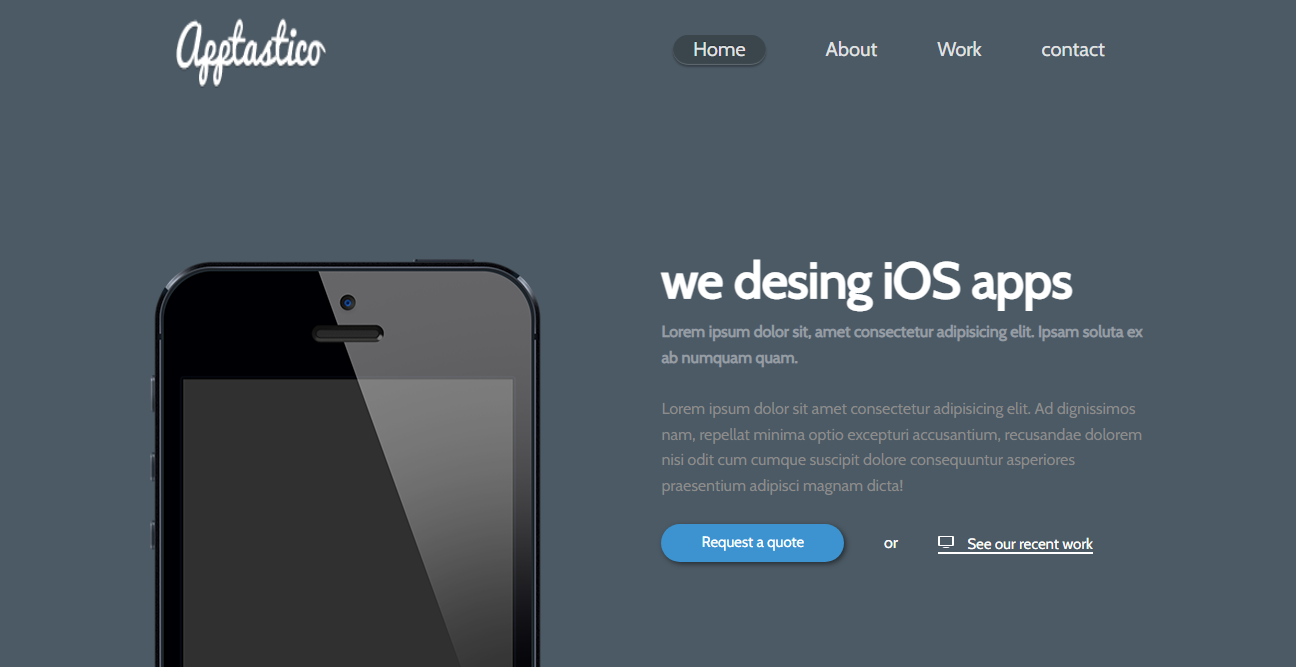 Apptastico
Home About Work contact
we desing iOS apps
Lorem ipsum dolor sit, amet consectetur adipisicing elit. Ipsam soluta ex
ab numquam quam.
Lorem ipsum dolor sit amet consectetur adipisicing elit. Ad dignissimos
nam, repellat minima optio excepturi accusantium, recusandae dolorem
nisi odit cum cumque suscipit dolore consequuntur asperiores
praesentium adipisci magnam dicta!
Request a quote or See our recent work